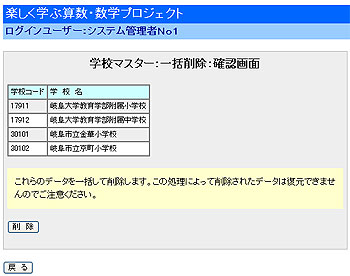 楽しく学ぶ算数・数学プロジェクト
ログインユーザー:システム管理者No1
学校マスター:一括削除:確認画面
学校コード 学 校 名
17911 岐阜大学教育学部附属小学校
17912 岐阜大学教育学部附属中学校
30101 岐阜市立金華小学校
30102 岐阜市立京町小学校
これらのデータを一括して削除します。この処理によって削除されたデータは復元できませ
んのでご注意ください。
削 除
戻 る